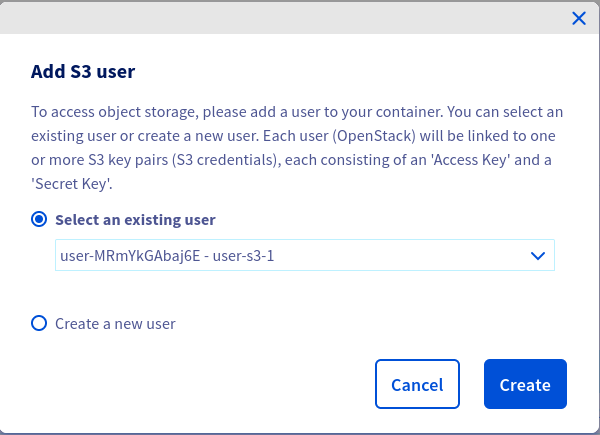 Add S3 user
To access object storage, please add a user to your container. You can select an
existing user or create a new user. Each user (OpenStack) will be linked to one
or more S3 key pairs (S3 credentials), each consisting of an 'Access Key' and a
'Secret Key'.
Select an existing user
user-MRmYkGAbaj6E - user-s3-1
Create a new user
Cancel
Create